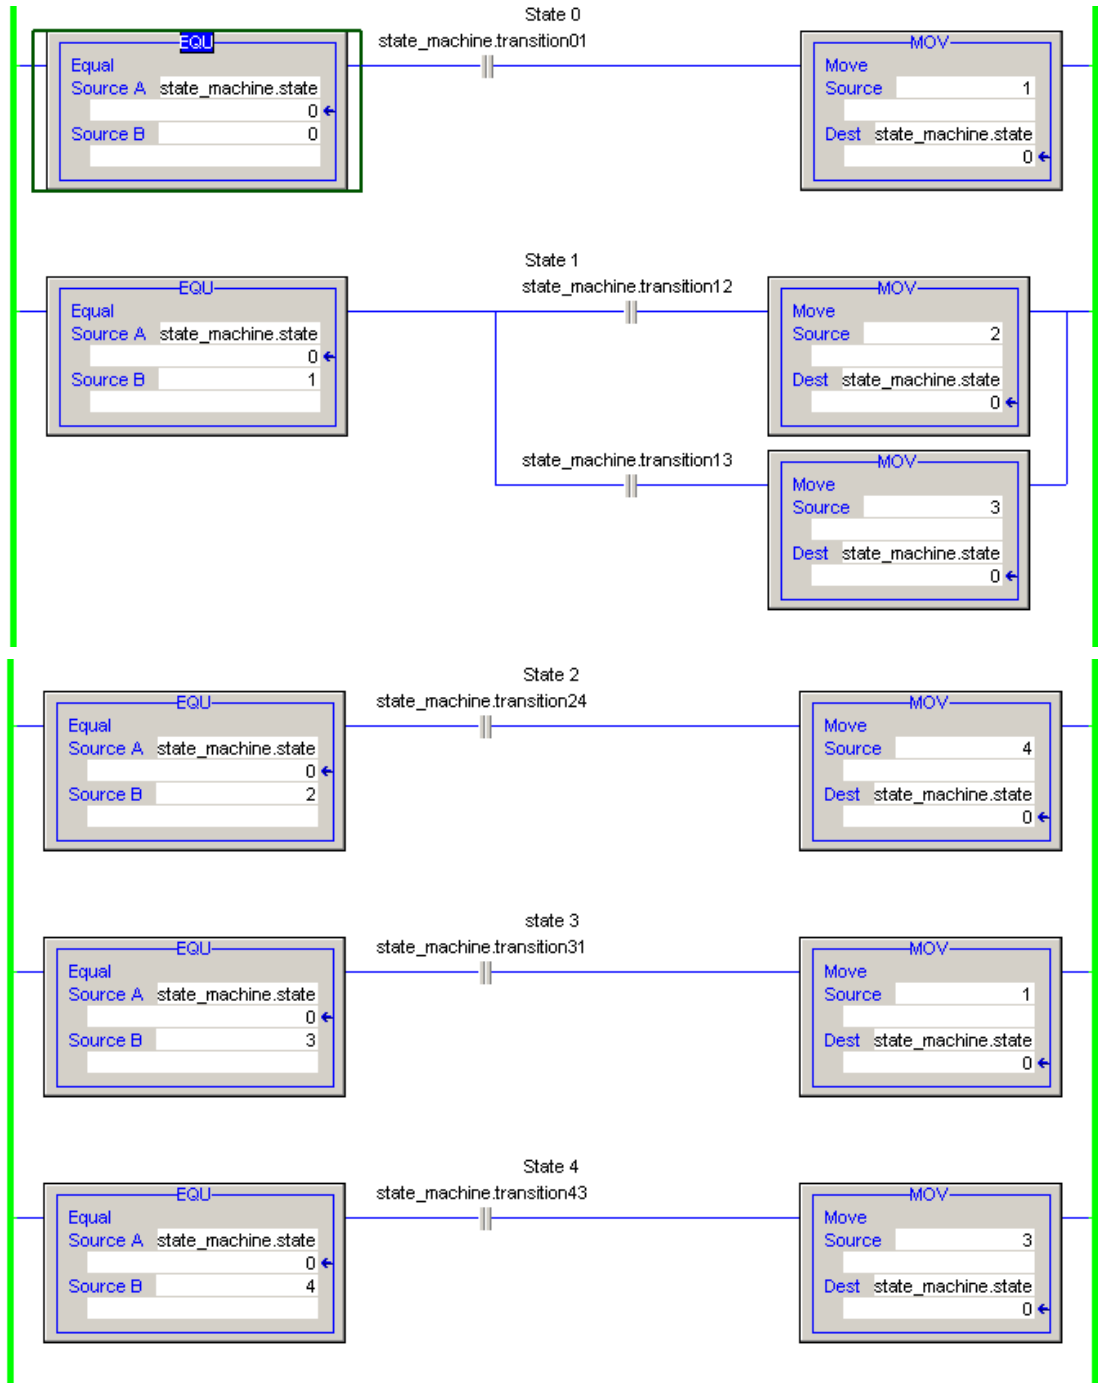 State 0
EQU
state_machine.transition01
MOV
Equal
Move
Source A state_machine.state
Source 1
0
Source B 0
Dest state_machine.state
0
State 1
EQU
state_machine.transition12
MOV
Equal
Move
Source A state_machine.state
Source 2
0
Source B 1
Dest state_machine.state
0
state_machine.transition13
MOV
Move
Source 3
Dest state_machine.state
0
State 2
EQU
state_machine.transition24
MOV
Equal
Move
Source A state_machine.state
Source 4
0
Source B 2
Dest state_machine.state
0
state 3
EQU
state_machine.transition31
MOV
Equal
Move
Source A state_machine.state
Source 1
0
Source B 3
Dest state_machine.state
0
State 4
EQU
state_machine.transition43
MOV
Equal
Move
Source A state_machine.state
Source 3
0
Source B 4
Dest state_machine.state
0